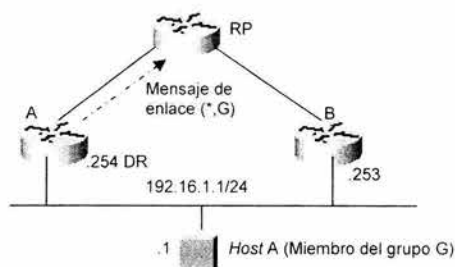 RP
Mensaje de
enlace (*,G)
A
B
.254 DR
.253
192.16.1.1/24
.1
Host A (Miembro del grupo G)